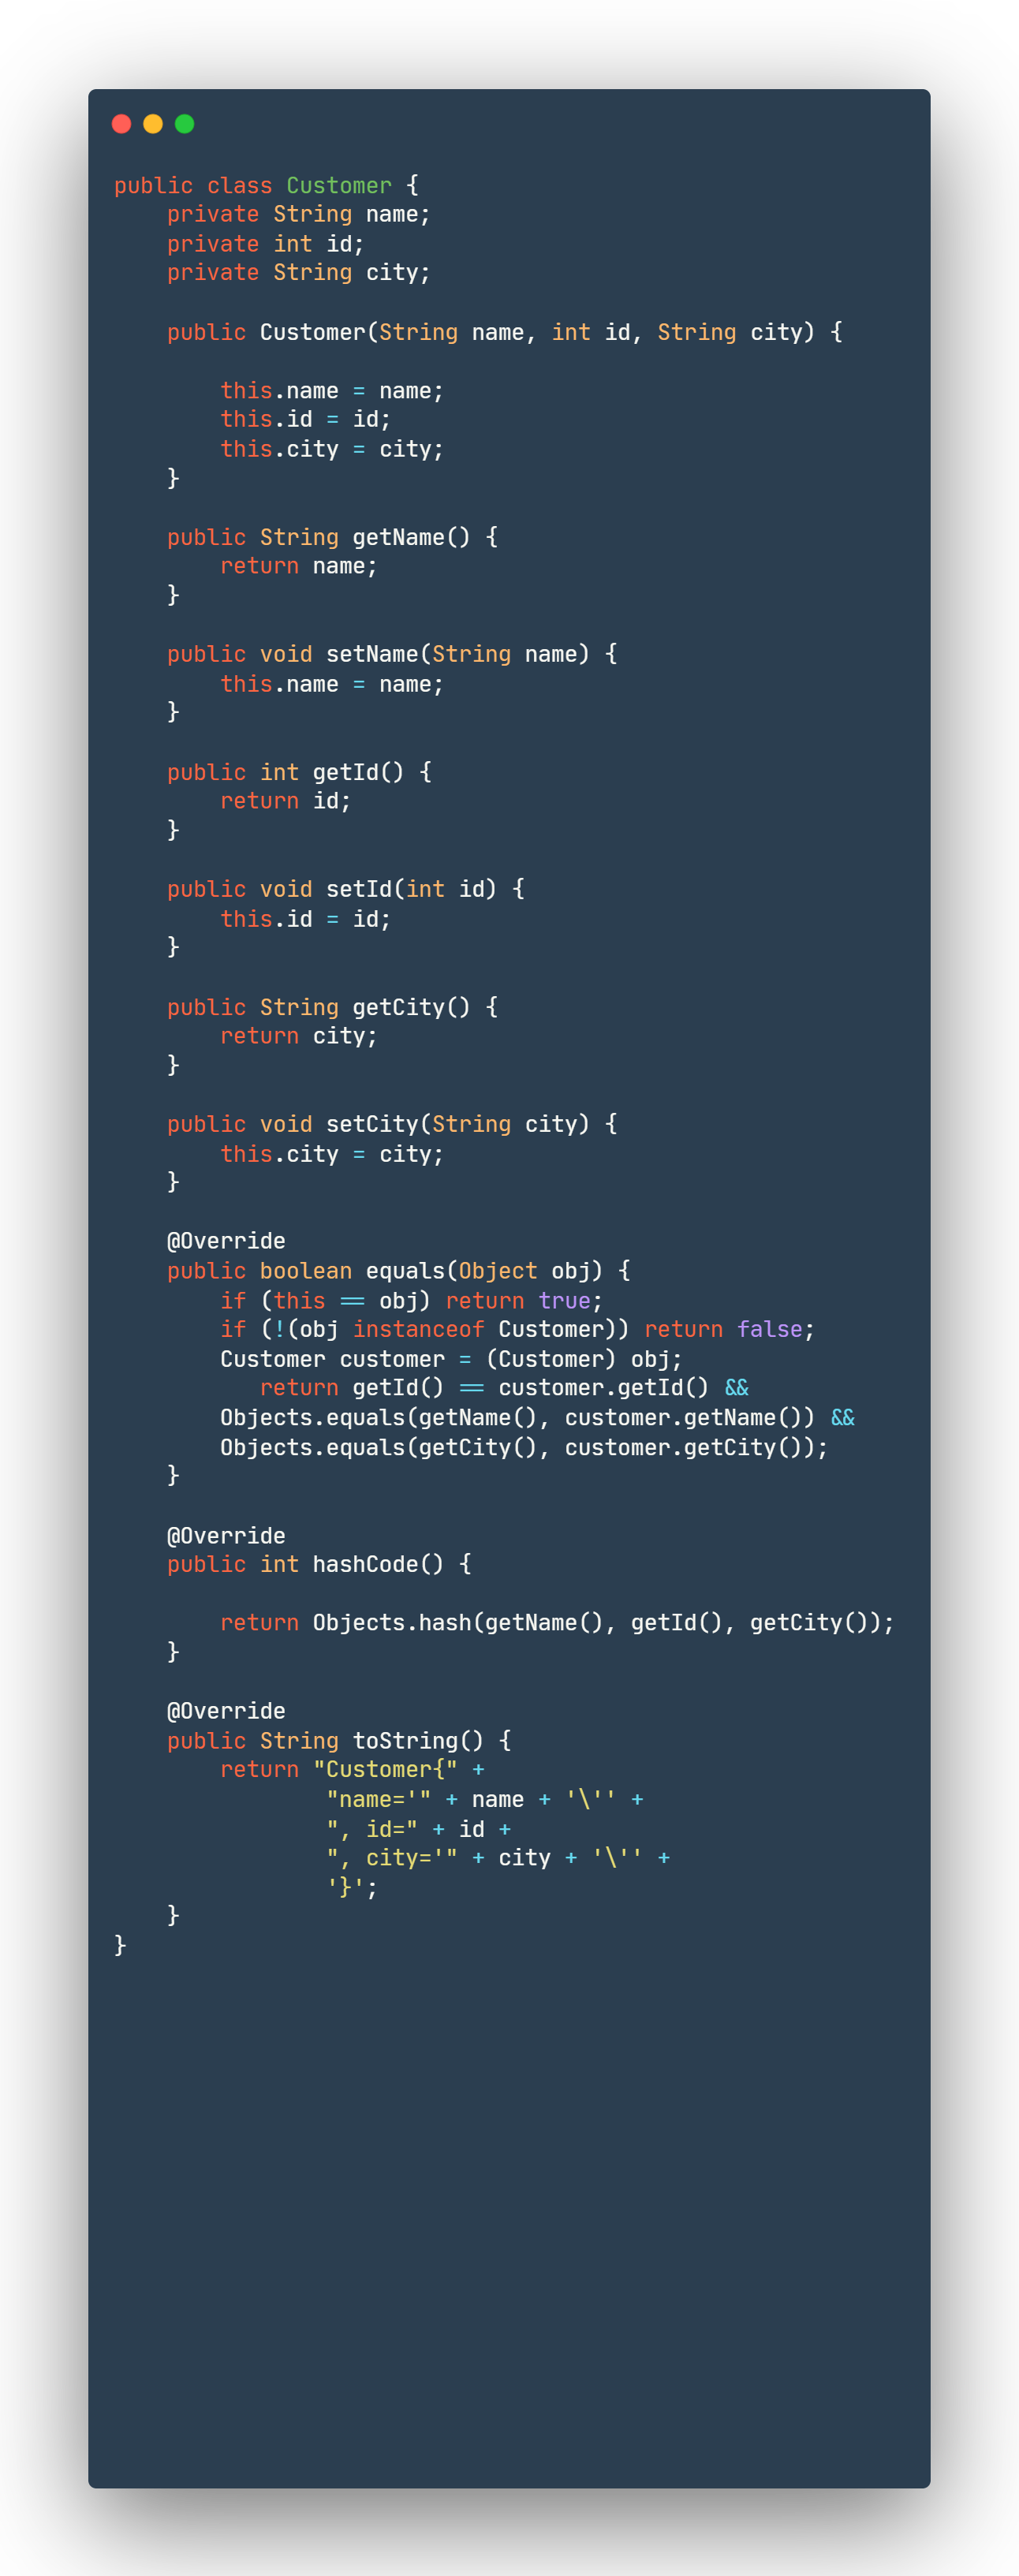 public class Customer {
    private String name;
    private int id;
    private String city;

    public Customer(String name, int id, String city) {

        this.name = name;
        this.id = id;
        this.city = city;
    }

    public String getName() {
        return name;
    }

    public void setName(String name) {
        this.name = name;
    }

    public int getId() {
        return id;
    }

    public void setId(int id) {
        this.id = id;
    }

    public String getCity() {
        return city;
    }

    public void setCity(String city) {
        this.city = city;
    }

    @Override
    public boolean equals(Object obj) {
        if (this == obj) return true;
        if (!(obj instanceof Customer)) return false;
        Customer customer = (Customer) obj;
           return getId() == customer.getId() &&
        Objects.equals(getName(), customer.getName()) &&
        Objects.equals(getCity(), customer.getCity());
    }

    @Override
    public int hashCode() {

        return Objects.hash(getName(), getId(), getCity());
    }

    @Override
    public String toString() {
        return "Customer{" +
                "name='" + name + '\'' +
                ", id=" + id +
                ", city='" + city + '\'' +
                '}';
    }
}